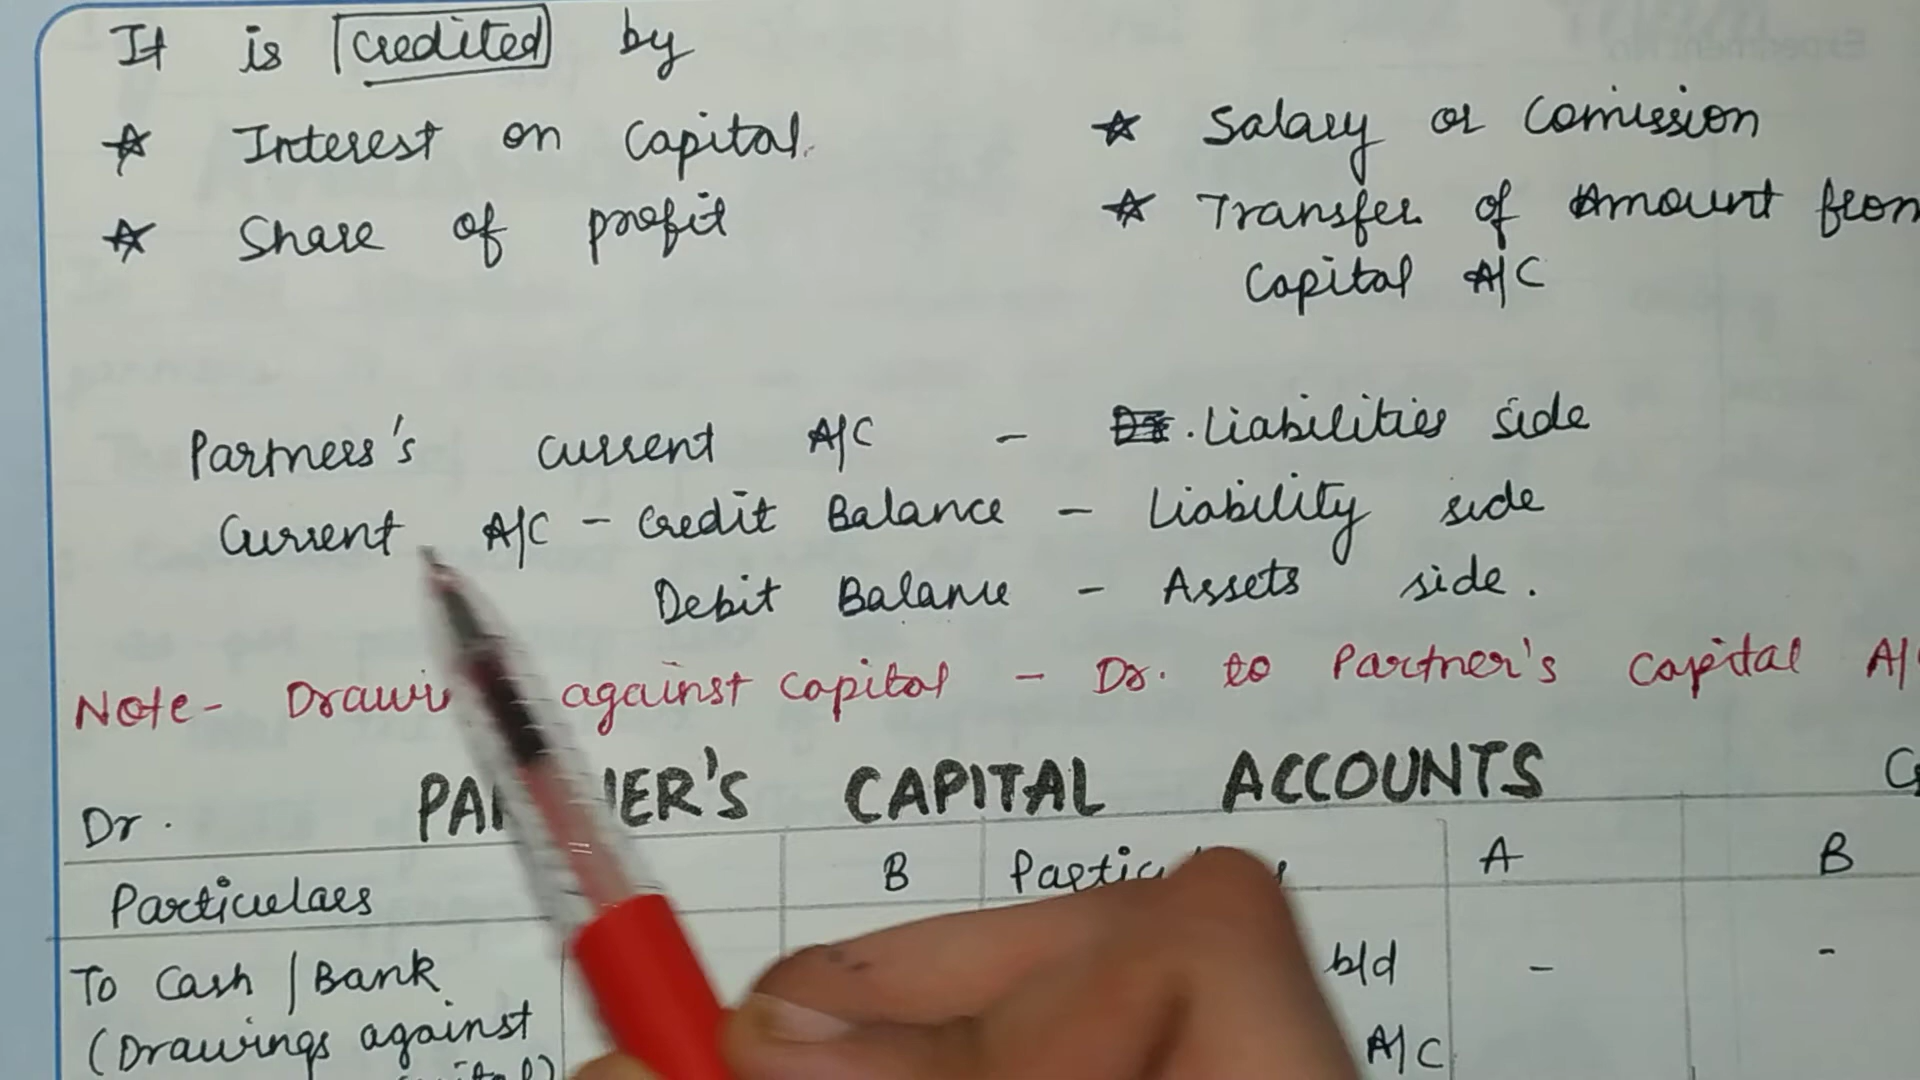 It is credited by
☆ Interest on Capital
☆ Salary or Comission
☆ Share of profit
☆ Transfer of Amount from
Capital A/C
Partners's current A/C - Liabilities side
Current A/C - Credit Balance - Liability side
Debit Balance - Assets side.
Note- against capital - Dr. to Partner's capital
CAPITAL ACCOUNTS
Dr.
Particulars B A B
To Cash / Bank b/d - -
(Drawings against A/C